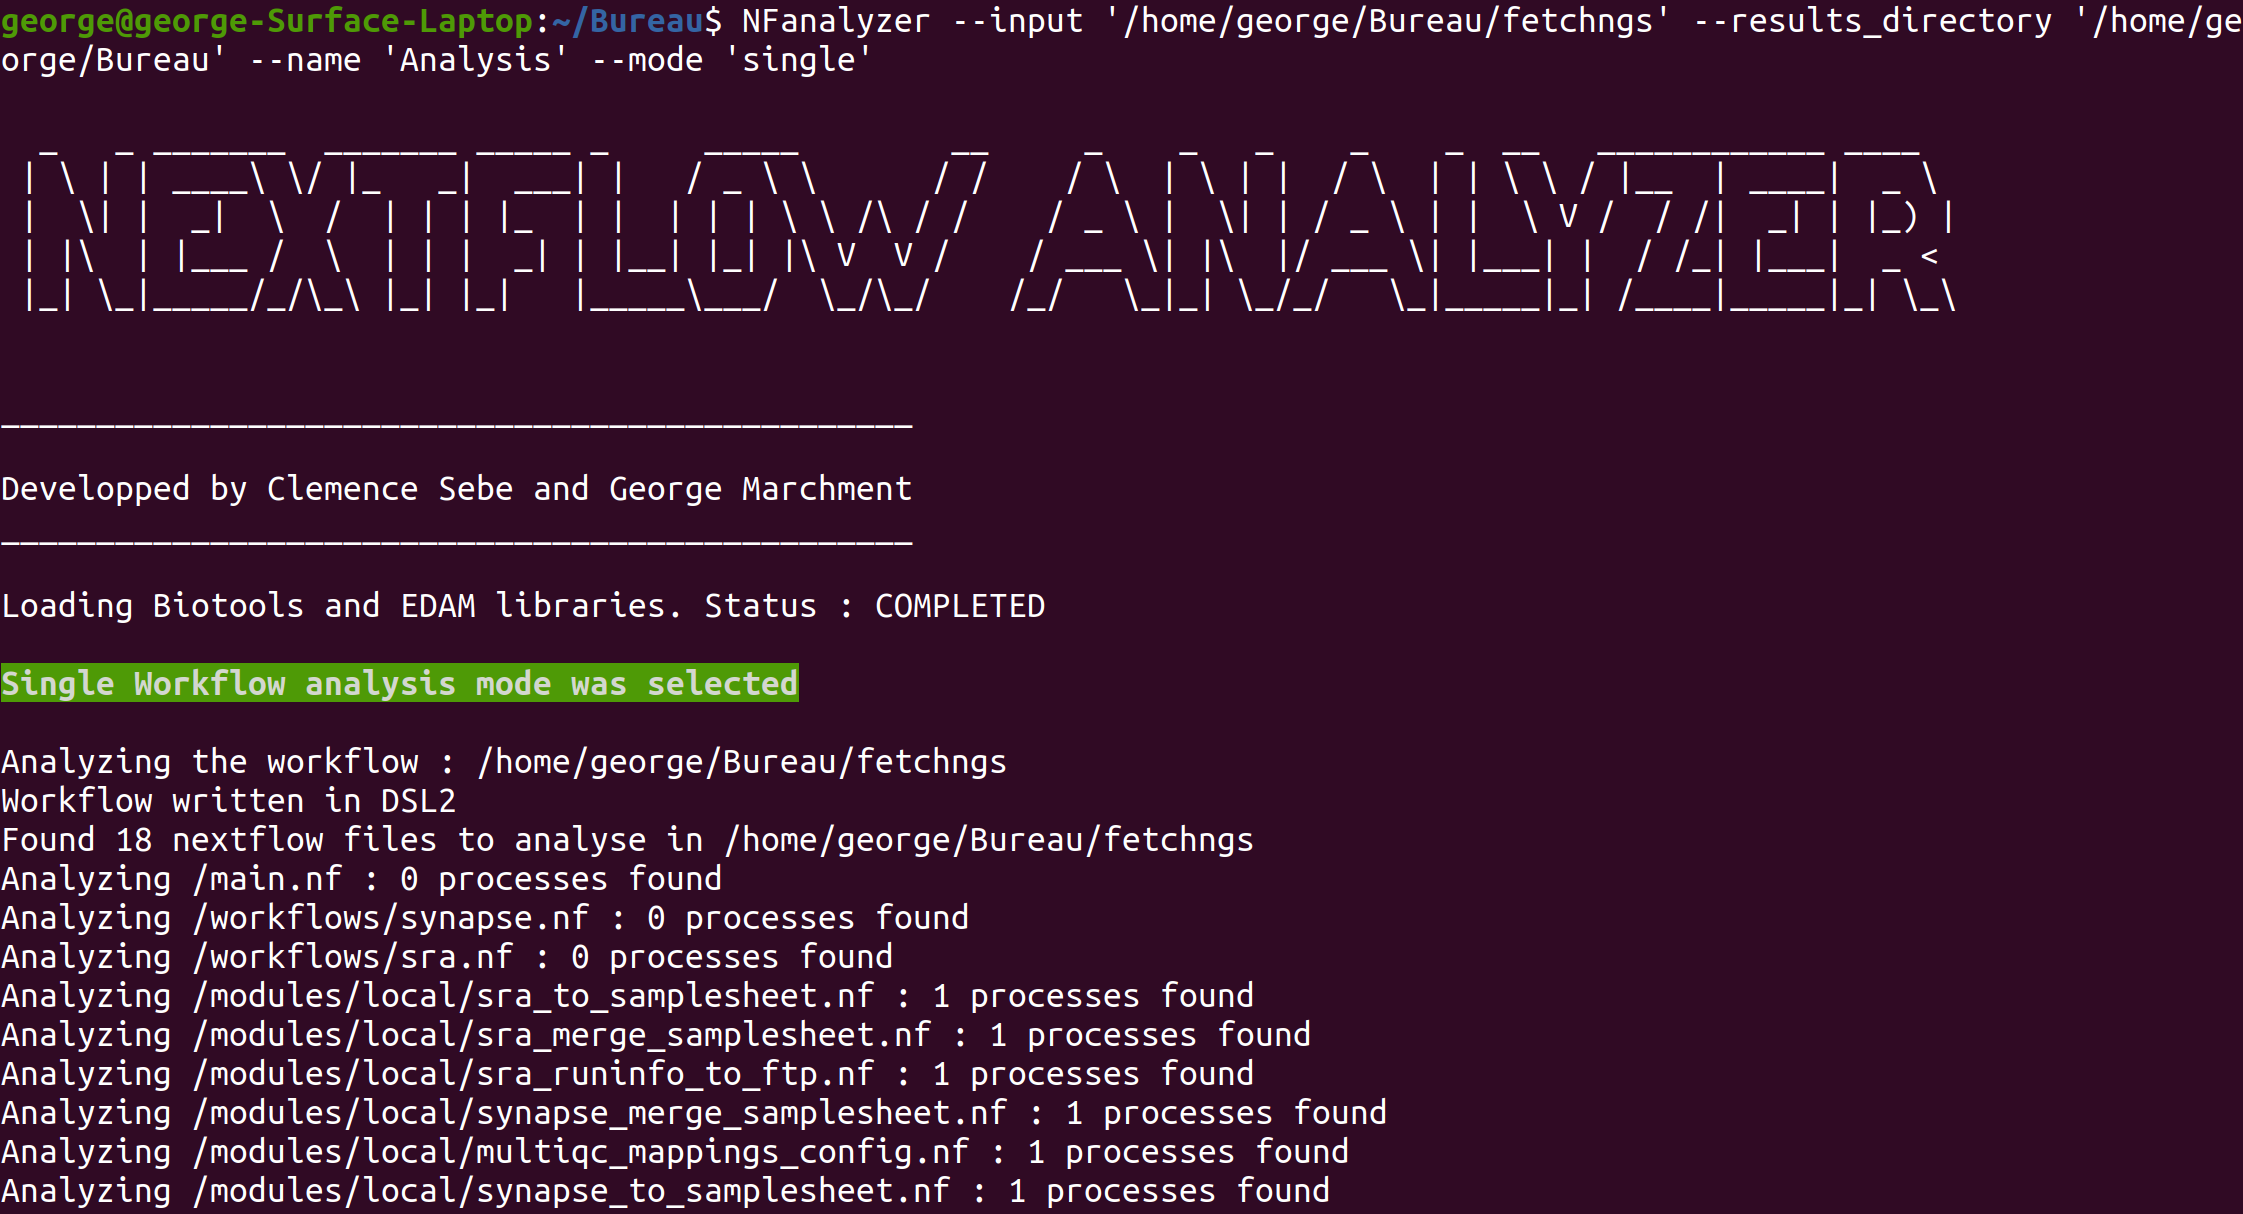 george@george-Surface-Laptop:~/Bureau$ NFanalyzer --input '/home/george/Bureau/fetchngs' --results_directory '/home/ge
orge/Bureau' --name 'Analysis' --mode 'single'
NEXTFLOW ANALYZER
________________________________________________
Developped by Clemence Sebe and George Marchment
________________________________________________
Loading Biotools and EDAM libraries. Status : COMPLETED
Single Workflow analysis mode was selected
Analyzing the workflow : /home/george/Bureau/fetchngs
Workflow written in DSL2
Found 18 nextflow files to analyse in /home/george/Bureau/fetchngs
Analyzing /main.nf : 0 processes found
Analyzing /workflows/synapse.nf : 0 processes found
Analyzing /workflows/sra.nf : 0 processes found
Analyzing /modules/local/sra_to_samplesheet.nf : 1 processes found
Analyzing /modules/local/sra_merge_samplesheet.nf : 1 processes found
Analyzing /modules/local/sra_runinfo_to_ftp.nf : 1 processes found
Analyzing /modules/local/synapse_merge_samplesheet.nf : 1 processes found
Analyzing /modules/local/multiqc_mappings_config.nf : 1 processes found
Analyzing /modules/local/synapse_to_samplesheet.nf : 1 processes found